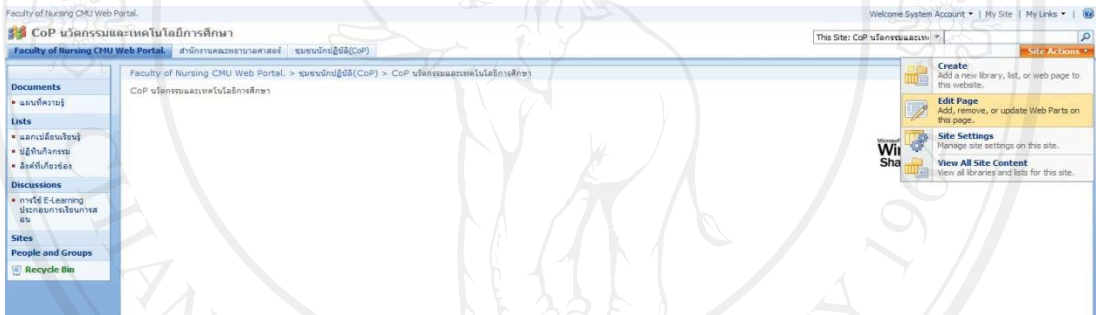 Faculty of Nursing CMU Web Portal.
Welcome System Account | My Site | My Links
CoP นวัตกรรมและเทคโนโลยีการศึกษา
This Site: CoP นวัตกรรมและเทค
Faculty of Nursing CMU Web Portal. สำนักงานคณะพยาบาลศาสตร์ ชุมชนนักปฏิบัติ(CoP)
Site Actions
Faculty of Nursing CMU Web Portal. > ชุมชนนักปฏิบัติ(CoP) > CoP นวัตกรรมและเทคโนโลยีการศึกษา
CoP นวัตกรรมและเทคโนโลยีการศึกษา
Documents
แผนที่ความรู้
Lists
แลกเปลี่ยนเรียนรู้
ปฏิทินกิจกรรม
ลิงค์ที่เกี่ยวข้อง
Discussions
การใช้ E-Learning
ประกอบการเรียนการส
อน
Sites
People and Groups
Recycle Bin
Create
Add a new library, list, or web page to
this website.
Edit Page
Add, remove, or update Web Parts on
this page.
Site Settings
Manage site settings on this site.
View All Site Content
View all libraries and lists for this site.
Microsoft
Wi
Sha